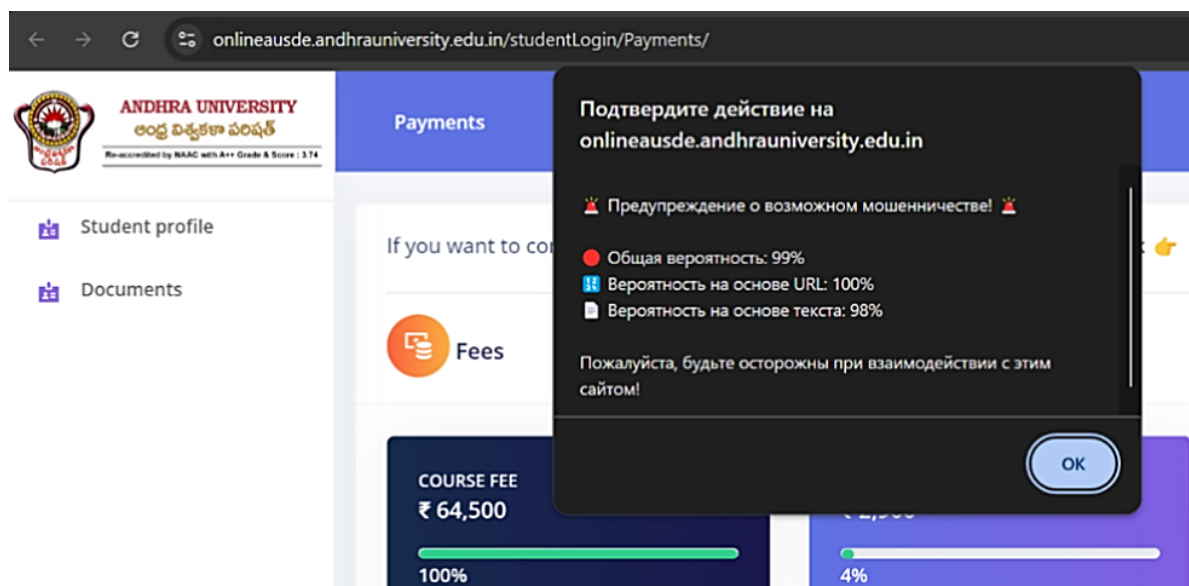 onlineausde.andhrauniversity.edu.in/studentLogin/Payments/
ANDHRA UNIVERSITY
ఆంధ్ర విశ్వకళా పరిషత్
Re-accredited by NAAC with A++ Grade & Score : 3.74
Student profile
Documents
Payments
If you want to
Fees
COURSE FEE
₹ 64,500
100%
4%
Подтвердите действие на
onlineausde.andhrauniversity.edu.in
🚨 Предупреждение о возможном мошенничестве! 🚨
🔴 Общая вероятность: 99%
🔢 Вероятность на основе URL: 100%
📄 Вероятность на основе текста: 98%
Пожалуйста, будьте осторожны при взаимодействии с этим
сайтом!
ОК